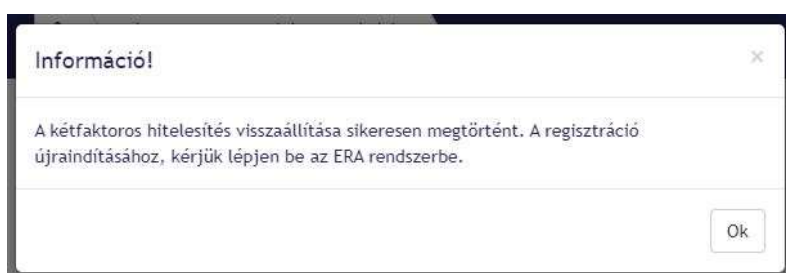 Információ!
×
A kétfaktoros hitelesítés visszaállítása sikeresen megtörtént. A regisztráció
újraindításához, kérjük lépjen be az ERA rendszerbe.
Ok